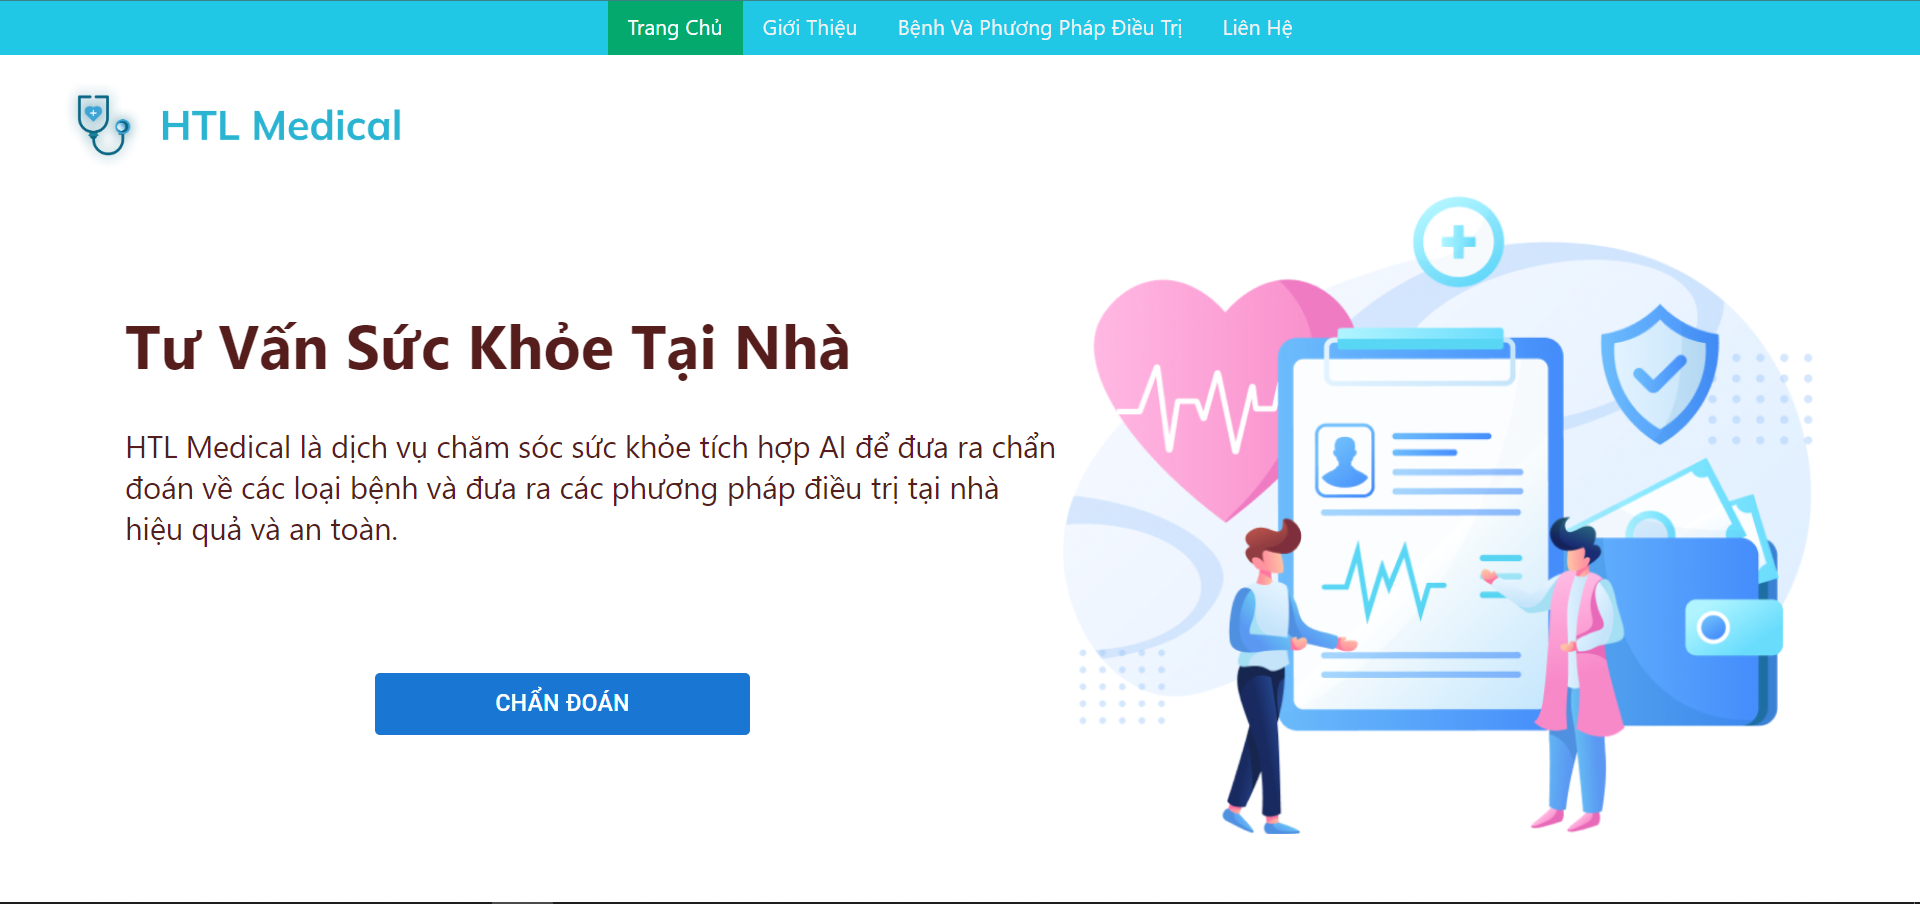 Trang Chủ Giới Thiệu Bệnh Và Phương Pháp Điều Trị Liên Hệ
HTL Medical
Tư Vấn Sức Khỏe Tại Nhà
HTL Medical là dịch vụ chăm sóc sức khỏe tích hợp AI để đưa ra chẩn
đoán về các loại bệnh và đưa ra các phương pháp điều trị tại nhà
hiệu quả và an toàn.
CHẨN ĐOÁN